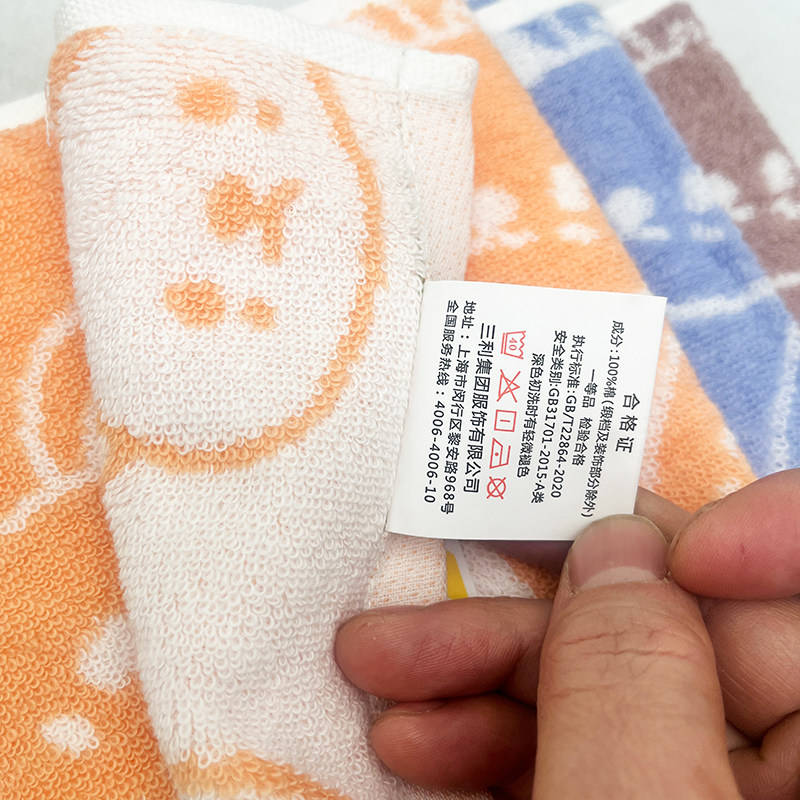 合格证
成分:100%棉(缎档及装饰部分除外)
一等品 检验合格
执行标准:GB/T22864-2020
安全类别:GB31701-2015·A类
深色初洗时有轻微褪色
40
三利集团服饰有限公司
地址:上海市闵行区黎安路968号
全国服务热线:4006-4006-10